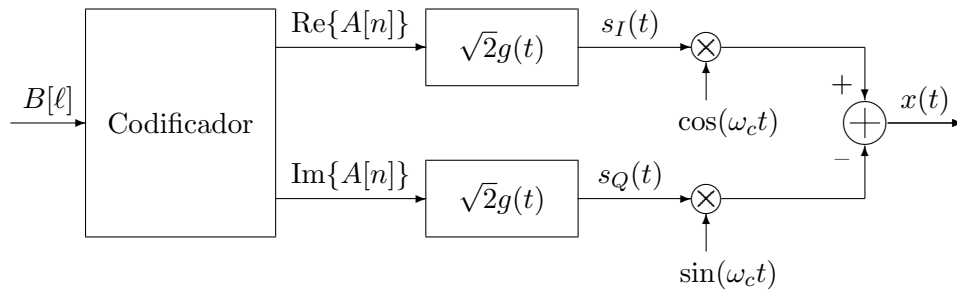 Re{A[n]}
√2g(t)
s_I(t)
B[ℓ]
Codificador
cos(ω_c t)
+
x(t)
−
Im{A[n]}
√2g(t)
s_Q(t)
sin(ω_c t)